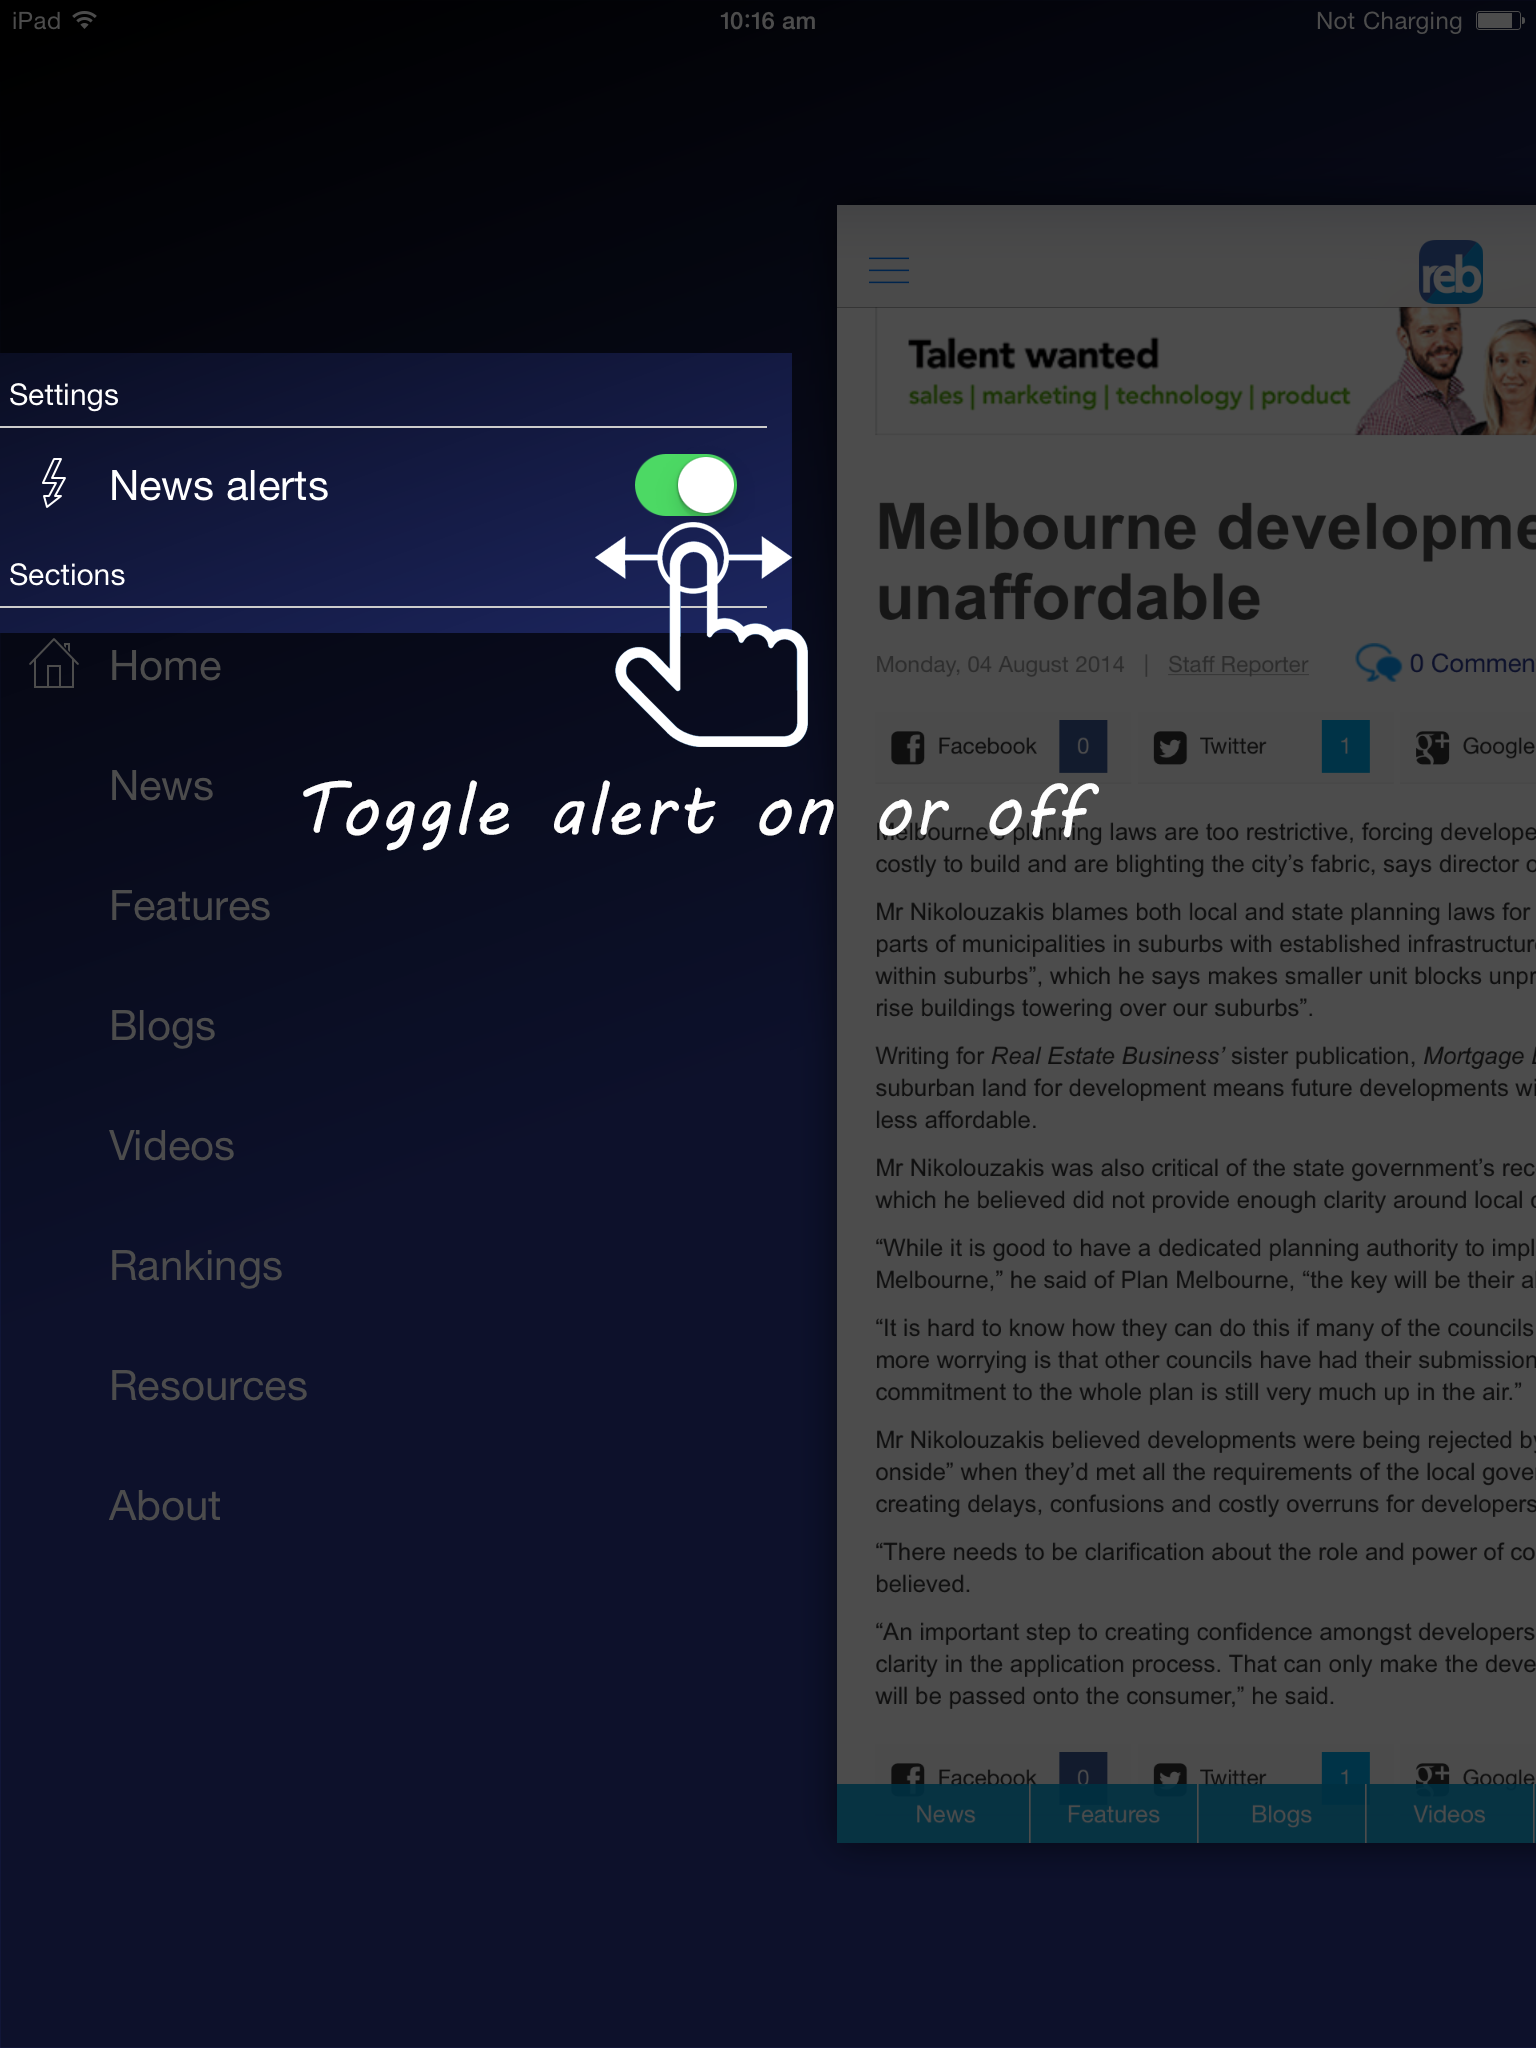 iPad
10:16 am
Not Charging
Settings
News alerts
Sections
Home
News
Features
Blogs
Videos
Rankings
Resources
About
Toggle alert on or off
reb
Talent wanted
sales | marketing | technology | product
Melbourne developme
unaffordable
Monday, 04 August 2014 | Staff Reporter 0 Commen
Facebook 0 Twitter 1 Google
Melbourne's planning laws are too restrictive, forcing develope
costly to build and are blighting the city’s fabric, says director o
Mr Nikolouzakis blames both local and state planning laws for
parts of municipalities in suburbs with established infrastructur
within suburbs”, which he says makes smaller unit blocks unpr
rise buildings towering over our suburbs”.
Writing for Real Estate Business’ sister publication, Mortgage
suburban land for development means future developments wi
less affordable.
Mr Nikolouzakis was also critical of the state government’s rec
which he believed did not provide enough clarity around local
“While it is good to have a dedicated planning authority to impl
Melbourne,” he said of Plan Melbourne, “the key will be their a
“It is hard to know how they can do this if many of the councils
more worrying is that other councils have had their submission
commitment to the whole plan is still very much up in the air.”
Mr Nikolouzakis believed developments were being rejected by
onside” when they’d met all the requirements of the local gove
creating delays, confusions and costly overruns for developers
“There needs to be clarification about the role and power of co
believed.
“An important step to creating confidence amongst developers
clarity in the application process. That can only make the deve
will be passed onto the consumer,” he said.
Facebook 0 Twitter 1 Google
News Features Blogs Videos